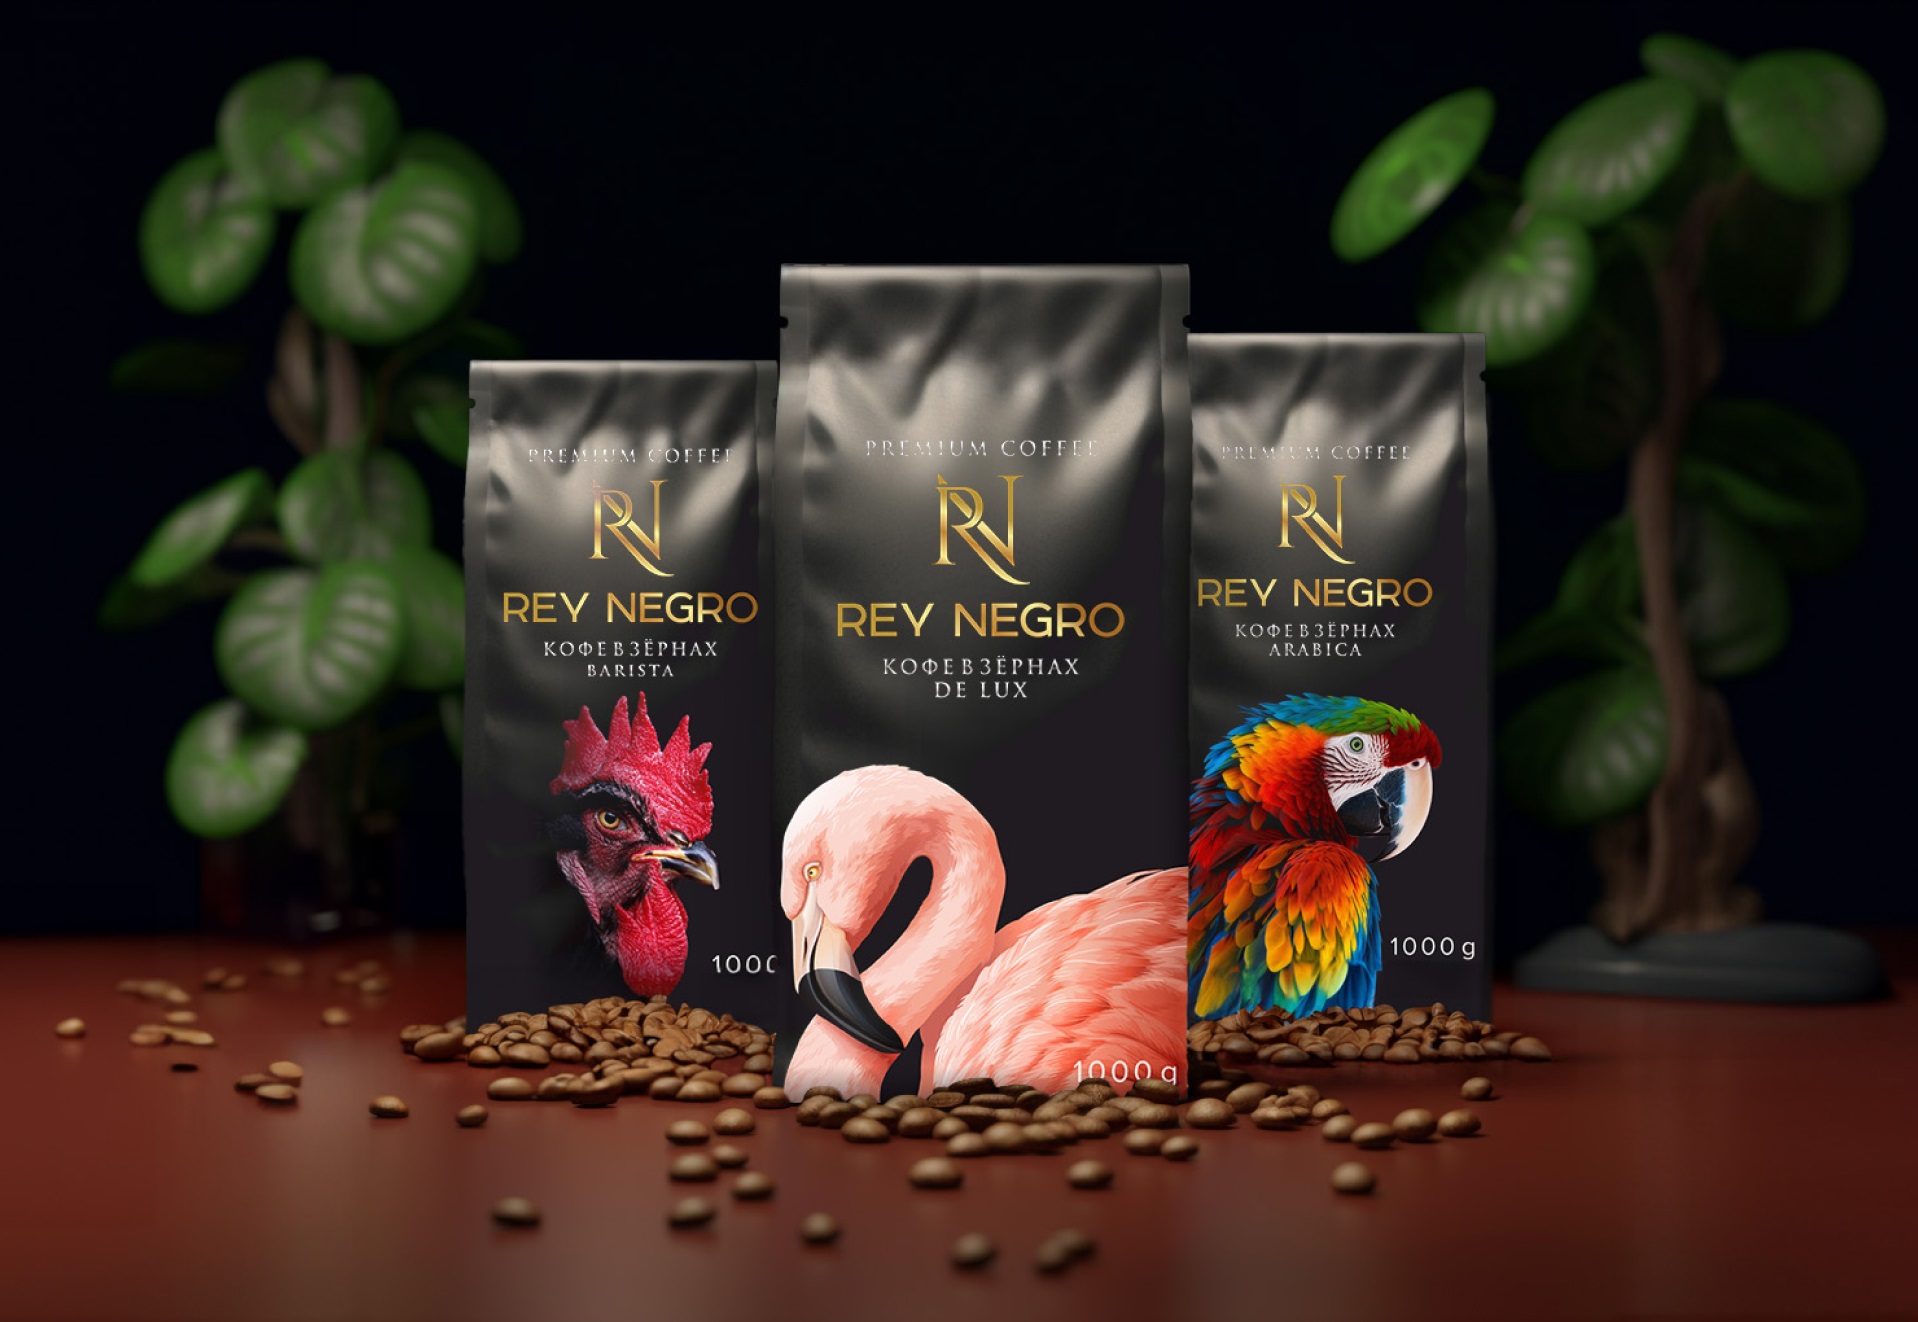 PREMIUM COFFEE
RN
REY NEGRO
КОФЕ В ЗЁРНАХ
BARISTA
1000
PREMIUM COFFEE
RN
REY NEGRO
КОФЕ В ЗЁРНАХ
DE LUX
1000 g
PREMIUM COFFEE
RN
REY NEGRO
КОФЕ В ЗЁРНАХ
ARABICA
1000 g